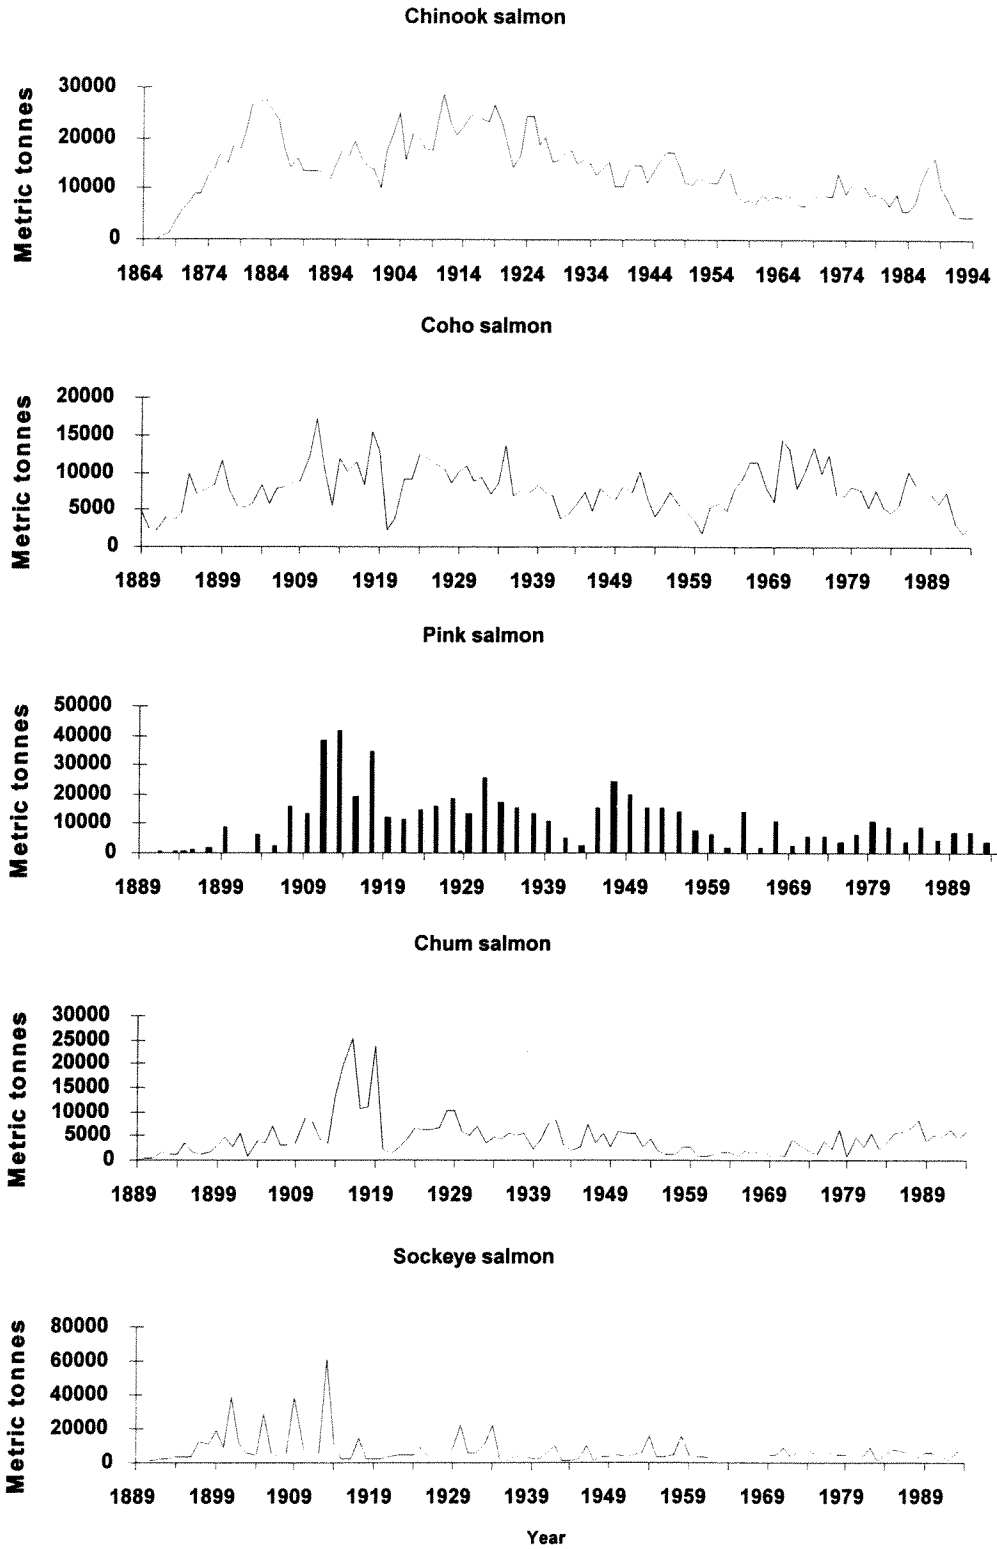 Chinook salmon
Metric tonnes
30000
20000
10000
0
1864 1874 1884 1894 1904 1914 1924 1934 1944 1954 1964 1974 1984 1994
Coho salmon
Metric tonnes
20000
15000
10000
5000
0
1889 1899 1909 1919 1929 1939 1949 1959 1969 1979 1989
Pink salmon
Metric tonnes
50000
40000
30000
20000
10000
0
1889 1899 1909 1919 1929 1939 1949 1959 1969 1979 1989
Chum salmon
Metric tonnes
30000
25000
20000
15000
10000
5000
0
1889 1899 1909 1919 1929 1939 1949 1959 1969 1979 1989
Sockeye salmon
Metric tonnes
80000
60000
40000
20000
0
1889 1899 1909 1919 1929 1939 1949 1959 1969 1979 1989
Year